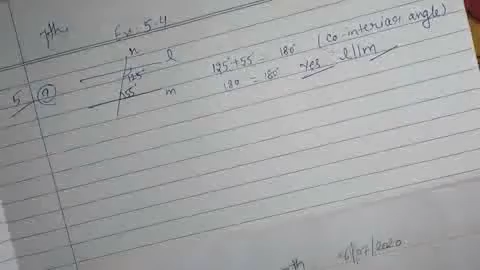 7th Ex-5.4
n
l
125°
55°
m
5 (a)
125°+55° = 180° (co-interior angle)
180° = 180° Yes l||m
6/07/2020